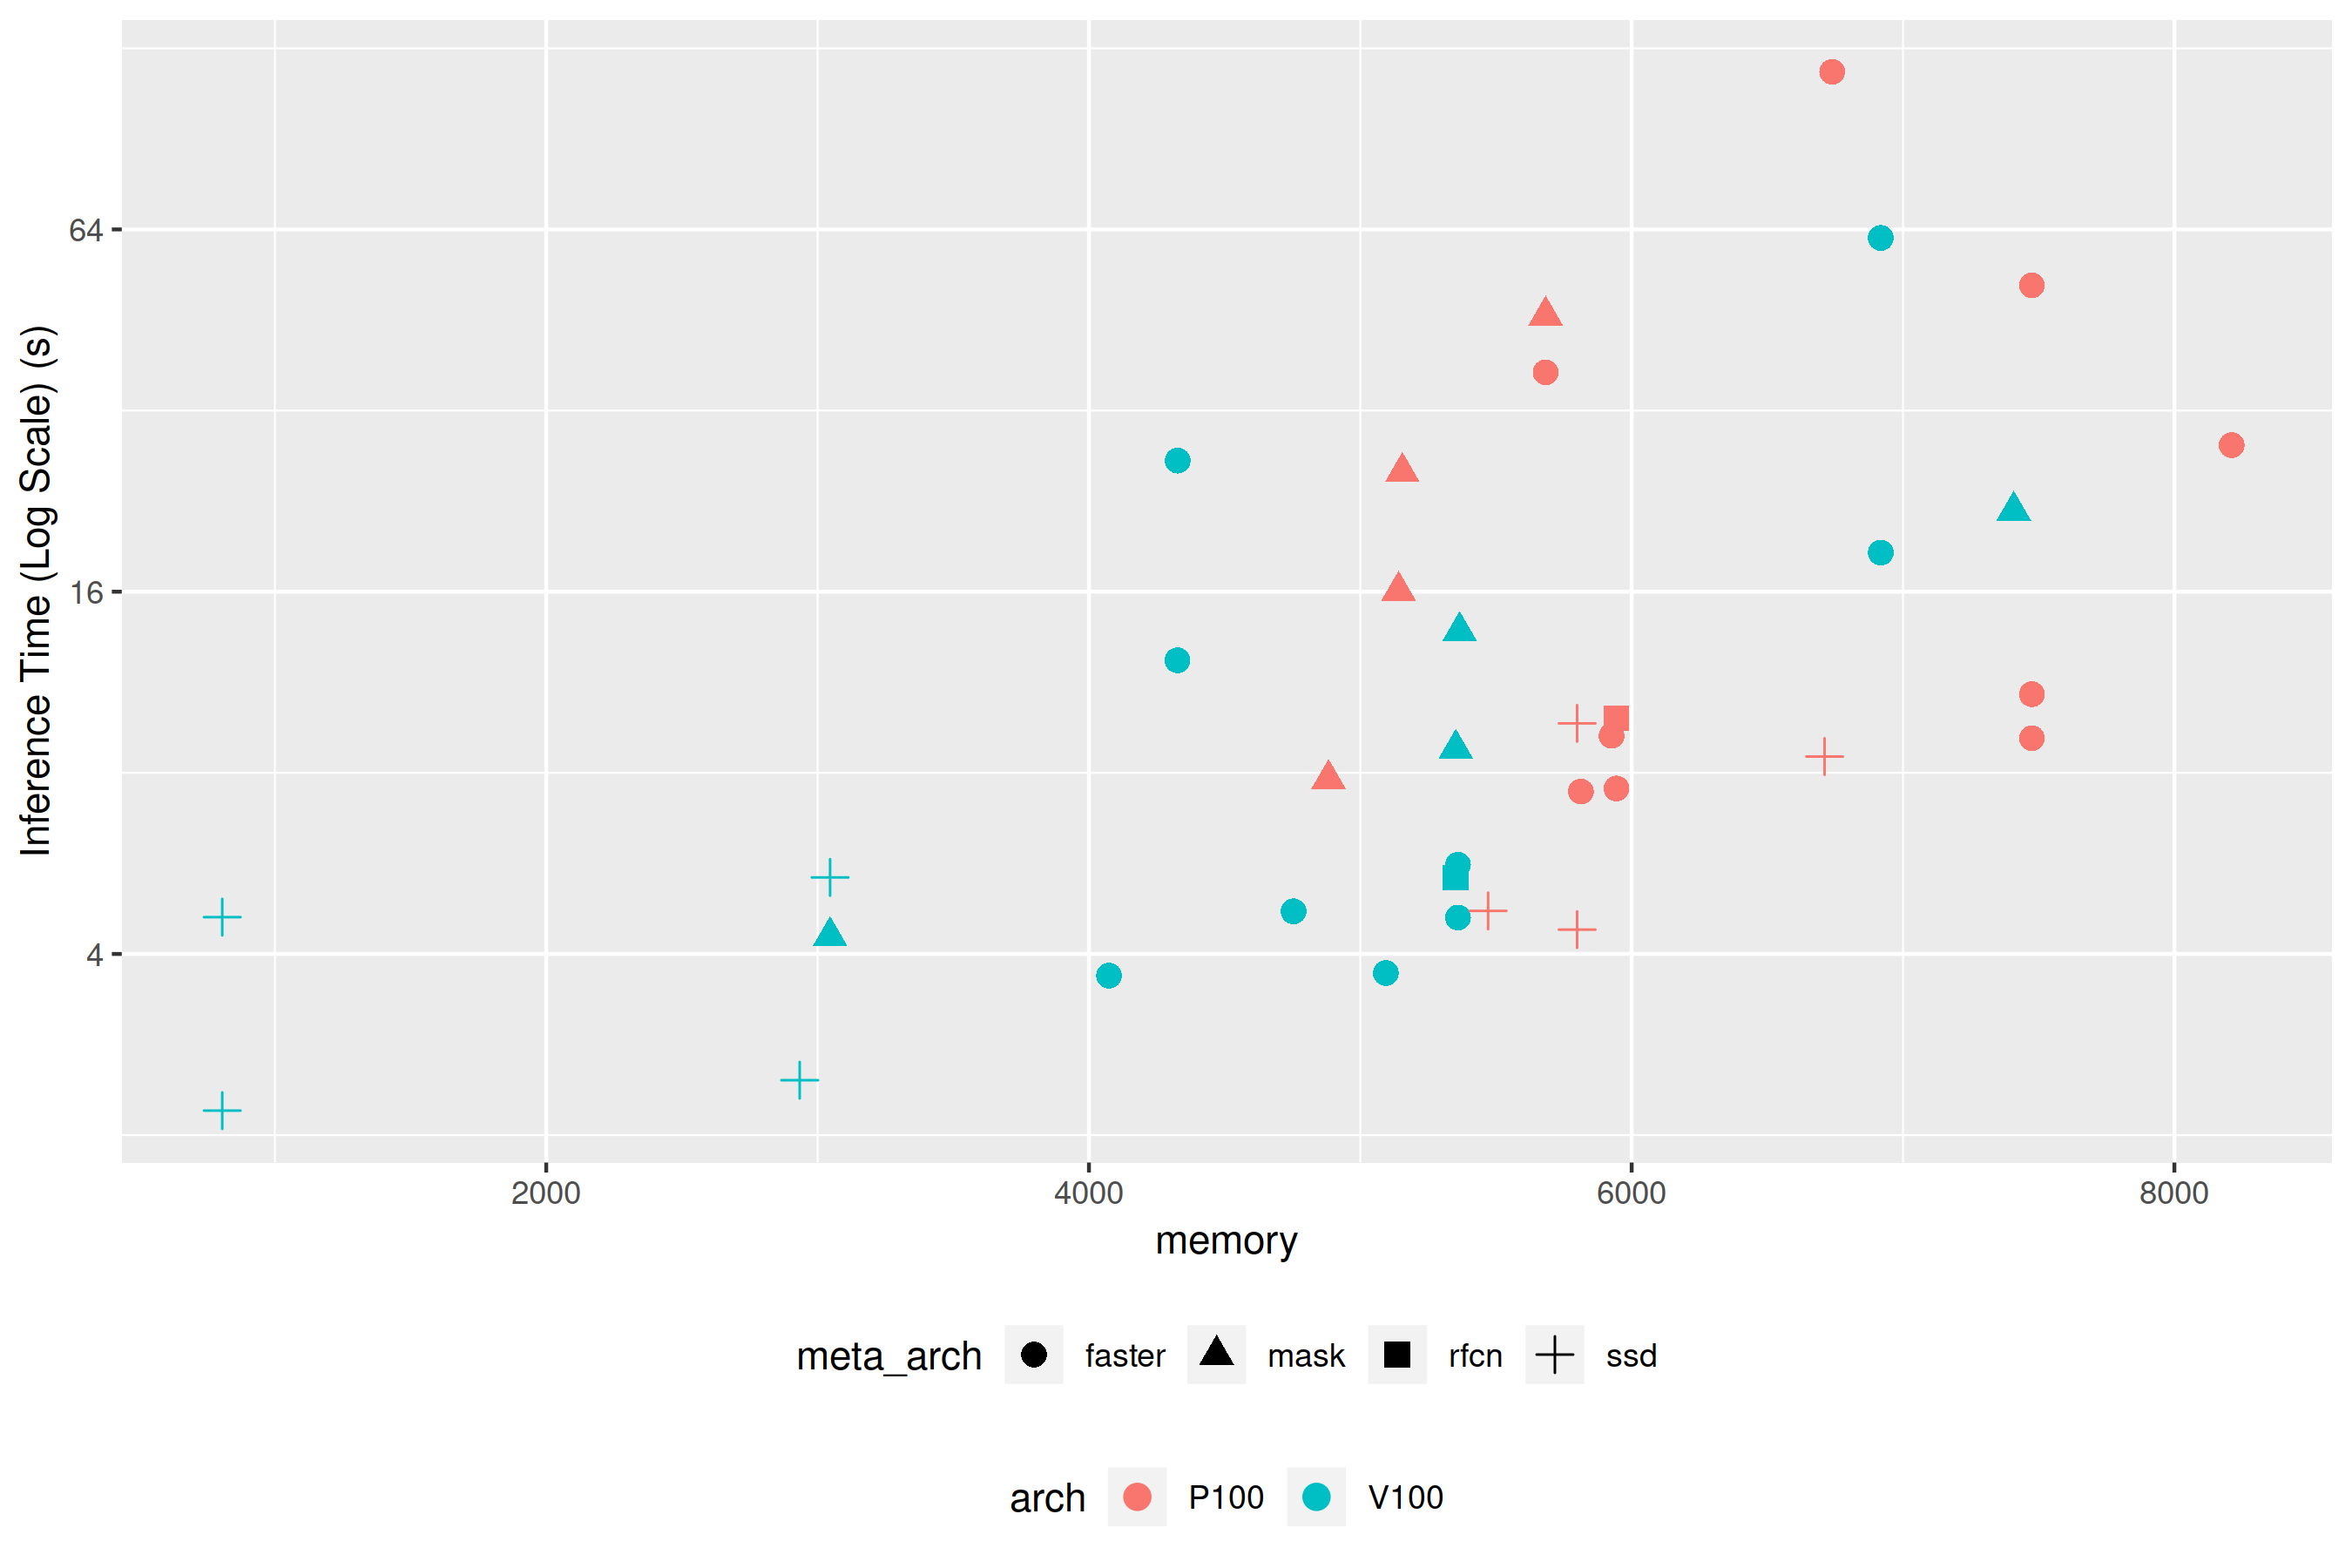 Inference Time (Log Scale) (s)
64
16
4
2000 4000 6000 8000
memory
meta_arch faster mask rfcn ssd
arch P100 V100